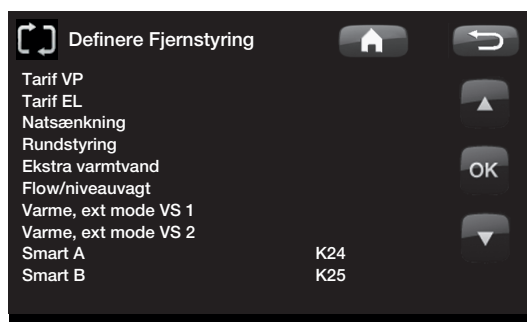 Definere Fjernstyring
Tarif VP
Tarif EL
Natsænkning
Rundstyring
Ekstra varmtvand
OK
Flow/niveauvagt
Varme, ext mode VS 1
Varme, ext mode VS 2
Smart A K24
Smart B K25